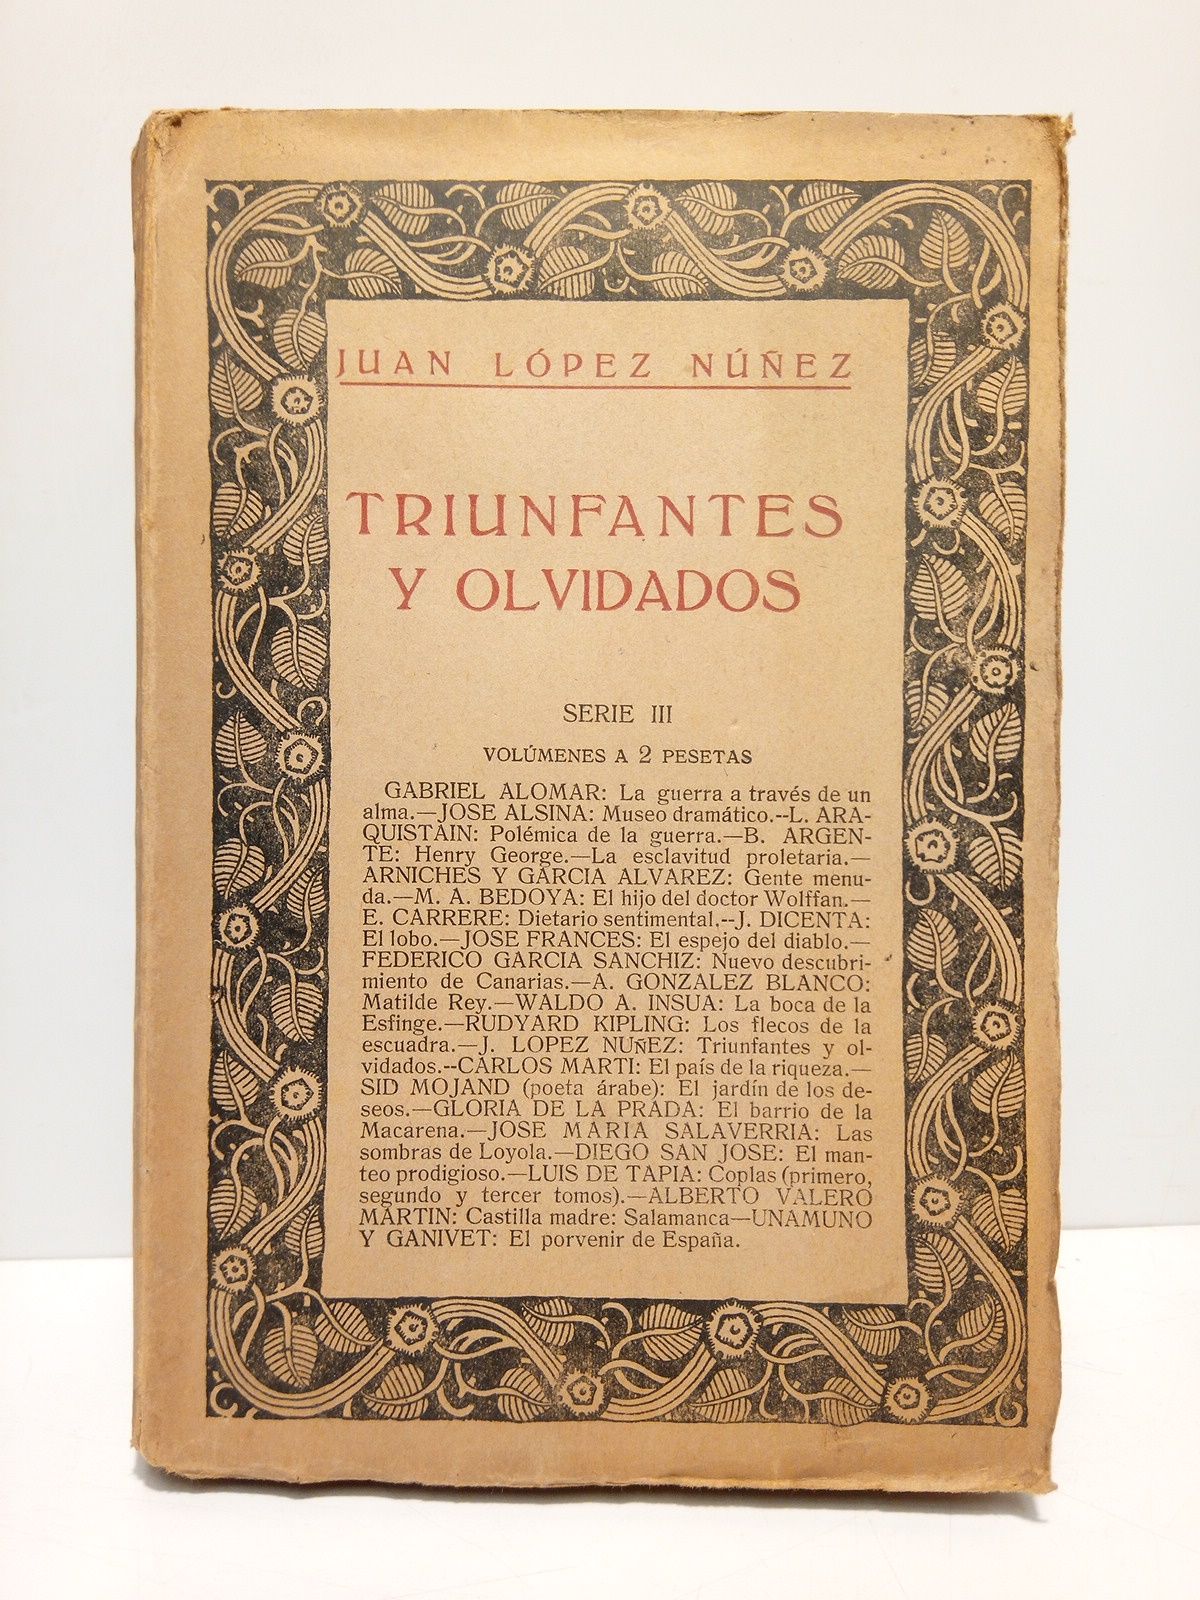 JUAN LÓPEZ NÚÑEZ
TRIUNFANTES
Y OLVIDADOS
SERIE III
VOLÚMENES A 2 PESETAS
GABRIEL ALOMAR: La guerra a través de un
alma.—JOSE ALSINA: Museo dramático.--L. ARA-
QUISTAIN: Polémica de la guerra.—B. ARGEN-
TE: Henry George.—La esclavitud proletaria.—
ARNICHES Y GARCIA ALVAREZ: Gente menu-
da.—M. A. BEDOYA: El hijo del doctor Wolffan.—
E. CARRERE: Dietario sentimental.--J. DICENTA:
El lobo.—JOSE FRANCES: El espejo del diablo.—
FEDERICO GARCIA SANCHIZ: Nuevo descubri-
miento de Canarias.—A. GONZALEZ BLANCO:
Matilde Rey.—WALDO A. INSUA: La boca de la
Esfinge.—RUDYARD KIPLING: Los flecos de la
escuadra.—J. LOPEZ NUÑEZ: Triunfantes y ol-
vidados.--CARLOS MARTI: El país de la riqueza.—
SID MOJAND (poeta árabe): El jardín de los de-
seos.—GLORIA DE LA PRADA: El barrio de la
Macarena.—JOSE MARIA SALAVERRIA: Las
sombras de Loyola.—DIEGO SAN JOSE: El man-
teo prodigioso.—LUIS DE TAPIA: Coplas (primero,
segundo y tercer tomos).—ALBERTO VALERO
MARTIN: Castilla madre: Salamanca—UNAMUNO
Y GANIVET: El porvenir de España.